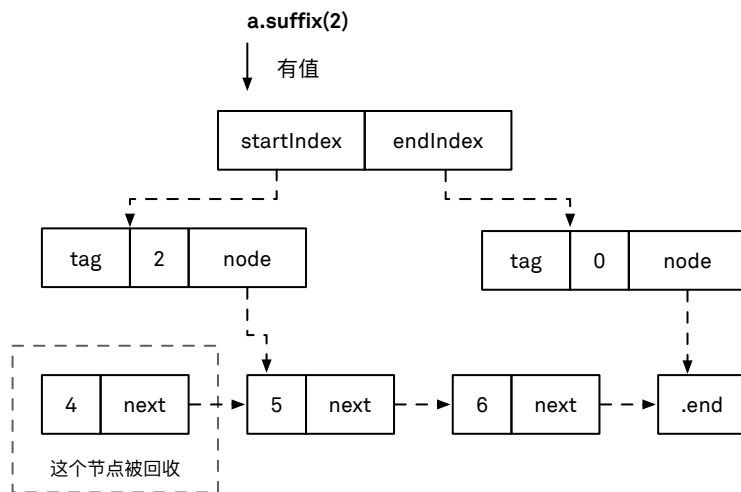 a.suffix(2)
有值
startIndex endIndex
tag 2 node
tag 0 node
4 next 5 next 6 next .end
这个节点被回收